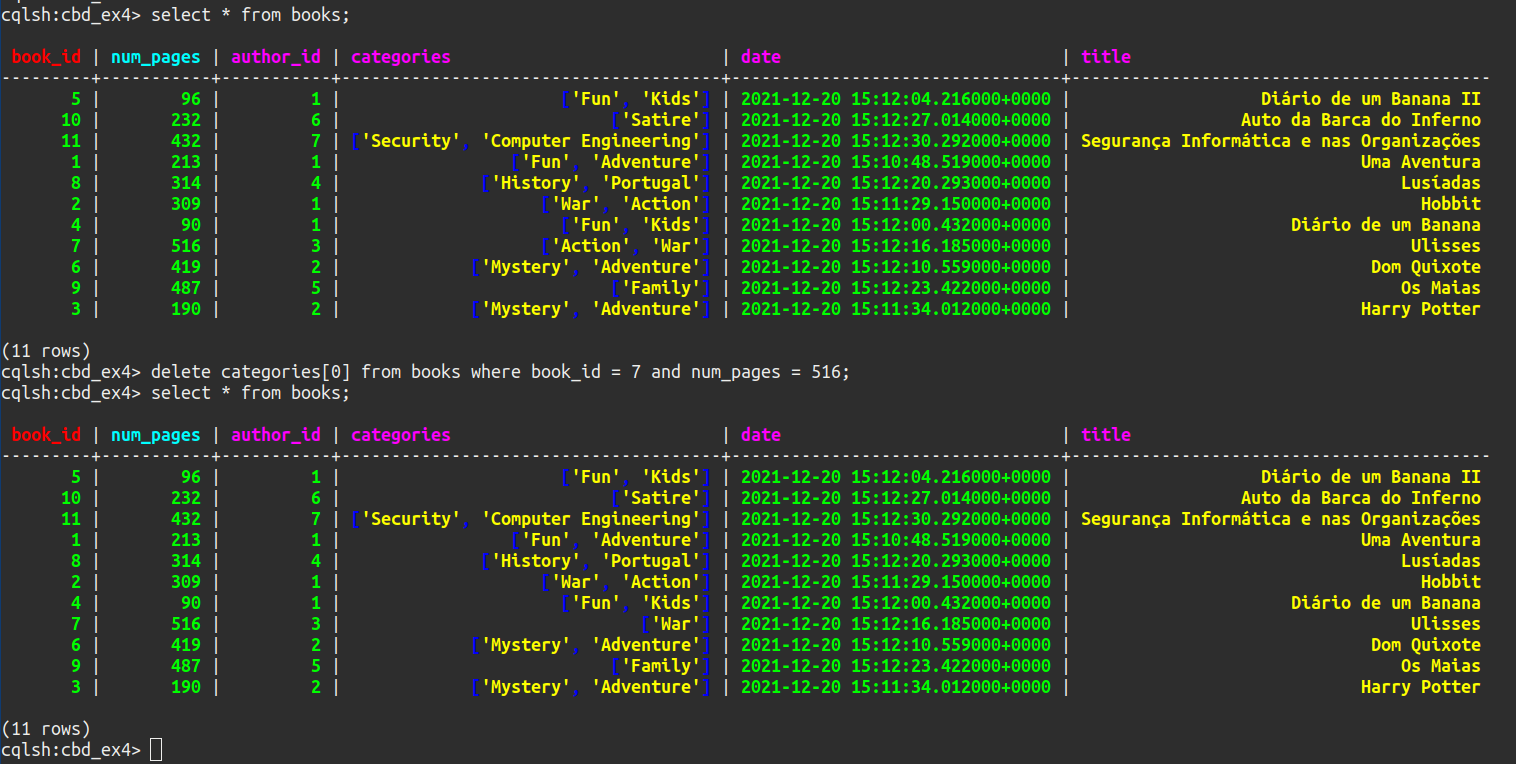 cqlsh:cbd_ex4> select * from books;
book_id | num_pages | author_id | categories | date | title
---------+-----------+-----------+--------------------------------------+---------------------------------+------------------------------------------
5 | 96 | 1 | ['Fun', 'Kids'] | 2021-12-20 15:12:04.216000+0000 | Diário de um Banana II
10 | 232 | 6 | ['Satire'] | 2021-12-20 15:12:27.014000+0000 | Auto da Barca do Inferno
11 | 432 | 7 | ['Security', 'Computer Engineering'] | 2021-12-20 15:12:30.292000+0000 | Segurança Informática e nas Organizações
1 | 213 | 1 | ['Fun', 'Adventure'] | 2021-12-20 15:10:48.519000+0000 | Uma Aventura
8 | 314 | 4 | ['History', 'Portugal'] | 2021-12-20 15:12:20.293000+0000 | Lusíadas
2 | 309 | 1 | ['War', 'Action'] | 2021-12-20 15:11:29.150000+0000 | Hobbit
4 | 90 | 1 | ['Fun', 'Kids'] | 2021-12-20 15:12:00.432000+0000 | Diário de um Banana
7 | 516 | 3 | ['Action', 'War'] | 2021-12-20 15:12:16.185000+0000 | Ulisses
6 | 419 | 2 | ['Mystery', 'Adventure'] | 2021-12-20 15:12:10.559000+0000 | Dom Quixote
9 | 487 | 5 | ['Family'] | 2021-12-20 15:12:23.422000+0000 | Os Maias
3 | 190 | 2 | ['Mystery', 'Adventure'] | 2021-12-20 15:11:34.012000+0000 | Harry Potter
(11 rows)
cqlsh:cbd_ex4> delete categories[0] from books where book_id = 7 and num_pages = 516;
cqlsh:cbd_ex4> select * from books;
book_id | num_pages | author_id | categories | date | title
---------+-----------+-----------+--------------------------------------+---------------------------------+------------------------------------------
5 | 96 | 1 | ['Fun', 'Kids'] | 2021-12-20 15:12:04.216000+0000 | Diário de um Banana II
10 | 232 | 6 | ['Satire'] | 2021-12-20 15:12:27.014000+0000 | Auto da Barca do Inferno
11 | 432 | 7 | ['Security', 'Computer Engineering'] | 2021-12-20 15:12:30.292000+0000 | Segurança Informática e nas Organizações
1 | 213 | 1 | ['Fun', 'Adventure'] | 2021-12-20 15:10:48.519000+0000 | Uma Aventura
8 | 314 | 4 | ['History', 'Portugal'] | 2021-12-20 15:12:20.293000+0000 | Lusíadas
2 | 309 | 1 | ['War', 'Action'] | 2021-12-20 15:11:29.150000+0000 | Hobbit
4 | 90 | 1 | ['Fun', 'Kids'] | 2021-12-20 15:12:00.432000+0000 | Diário de um Banana
7 | 516 | 3 | ['War'] | 2021-12-20 15:12:16.185000+0000 | Ulisses
6 | 419 | 2 | ['Mystery', 'Adventure'] | 2021-12-20 15:12:10.559000+0000 | Dom Quixote
9 | 487 | 5 | ['Family'] | 2021-12-20 15:12:23.422000+0000 | Os Maias
3 | 190 | 2 | ['Mystery', 'Adventure'] | 2021-12-20 15:11:34.012000+0000 | Harry Potter
(11 rows)
cqlsh:cbd_ex4>